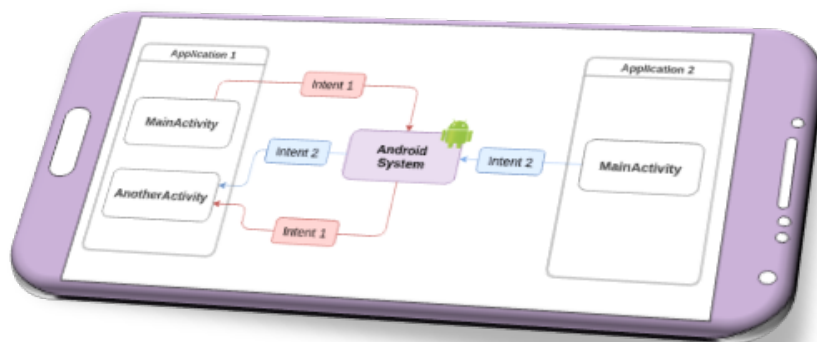 Application 1
Application 2
Intent 1
MainActivity
Intent 2
Android
System
Intent 2
MainActivity
AnotherActivity
Intent 1